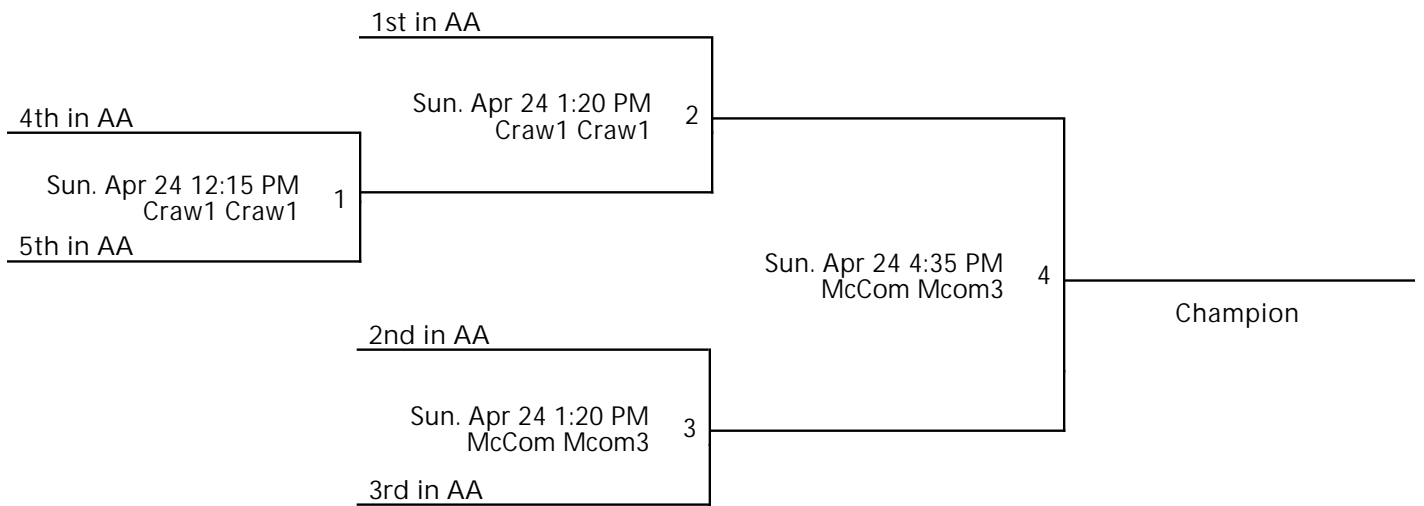 1st in AA
Sun. Apr 24 1:20 PM
Craw1 Craw1
2
4th in AA
Sun. Apr 24 12:15 PM
Craw1 Craw1
1
5th in AA
Sun. Apr 24 4:35 PM
McCom Mcom3
4
Champion
2nd in AA
Sun. Apr 24 1:20 PM
McCom Mcom3
3
3rd in AA